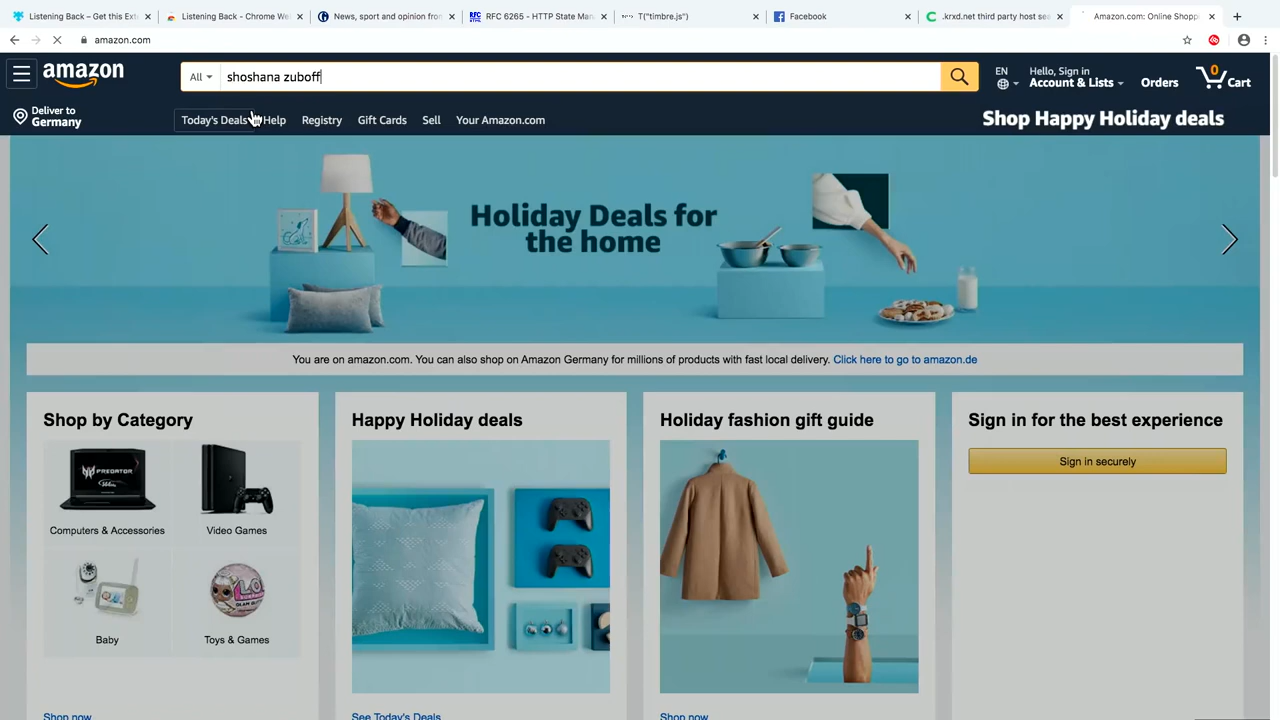 Listening Back – Get this Ext
Listening Back - Chrome We
News, sport and opinion from
RFC 6265 - HTTP State Man
T("timbre.js")
Facebook
.krxd.net third party host sea
Amazon.com: Online Shoppi
amazon.com
amazon
All
shoshana zuboff
EN
Hello, Sign in
Account & Lists
Orders
0
Cart
Deliver to
Germany
Today's Deals
Help
Registry
Gift Cards
Sell
Your Amazon.com
Shop Happy Holiday deals
Holiday Deals for
the home
You are on amazon.com. You can also shop on Amazon Germany for millions of products with fast local delivery. Click here to go to amazon.de
Shop by Category
Computers & Accessories
Video Games
Baby
Toys & Games
Shop now
Happy Holiday deals
See Today's Deals
Holiday fashion gift guide
Shop now
Sign in for the best experience
Sign in securely
PREDATOR
L.O.L.